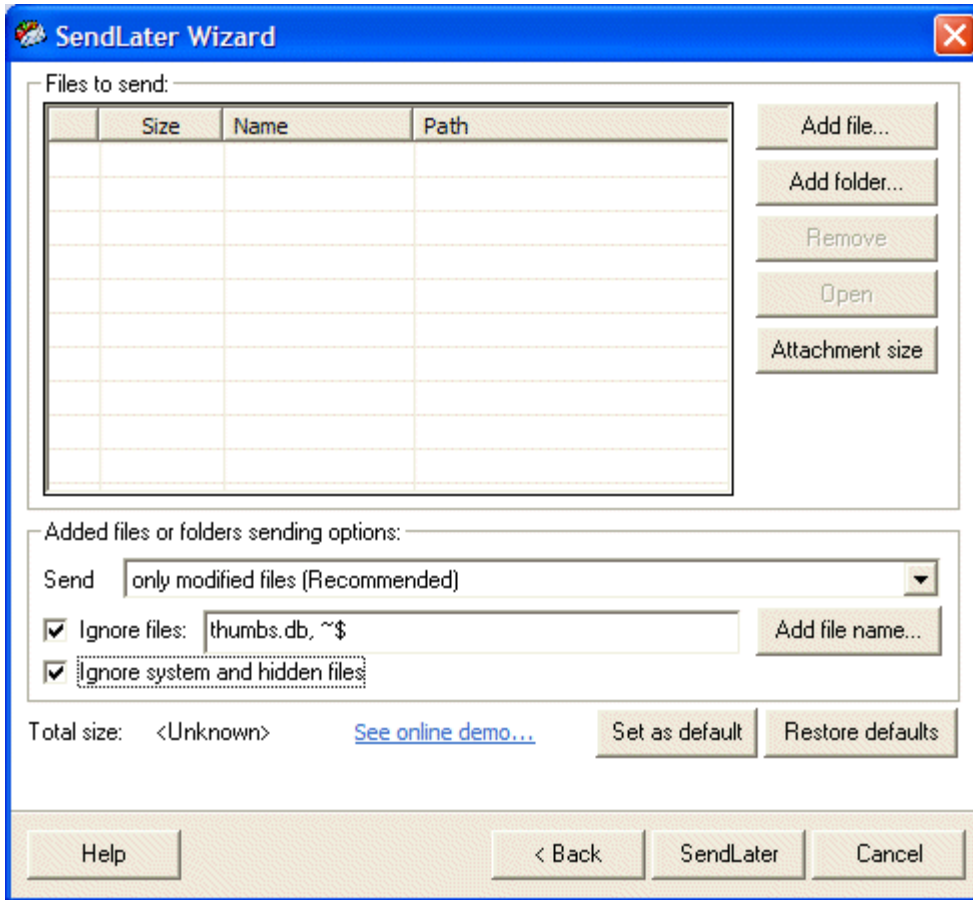 SendLater Wizard
Files to send:
Size Name Path
Add file...
Add folder...
Remove
Open
Attachment size
Added files or folders sending options:
Send only modified files (Recommended)
Ignore files: thumbs.db, ~$ Add file name...
Ignore system and hidden files
Total size: <Unknown> See online demo... Set as default Restore defaults
Help < Back SendLater Cancel